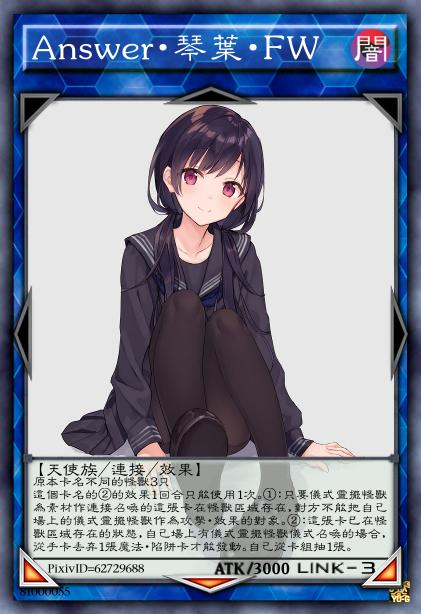 Answer・琴葉・FW
闇
【天使族／連接／效果】
原本卡名不同的怪獸3只
這個卡名的②的效果1回合只能使用1次。①：只要儀式靈擺怪獸
為素材作連接召喚的這張卡在怪獸區域存在，對方不能把自己
場上的儀式靈擺怪獸作為攻擊・效果的對象。②：這張卡已在怪
獸區域存在的狀態，自己場上有儀式靈擺怪獸儀式召喚的場合，
從手卡丟弃1張魔法・陷阱卡才能發動。自己從卡組抽1張。
PixivID=62729688
ATK/3000 LINK-3
81000055